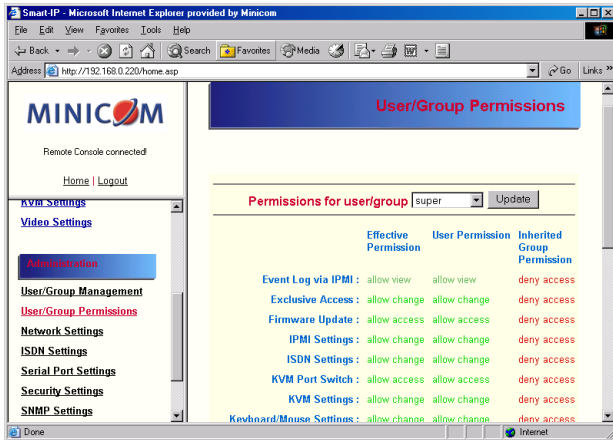 Smart-IP - Microsoft Internet Explorer provided by Minicom
File Edit View Favorites Tools Help
Back Search Favorites Media
Address http://192.168.0.220/home.asp Go Links »
MINICOM
Remote Console connected!
Home | Logout
KVM Settings
Video Settings
Administration
User/Group Management
User/Group Permissions
Network Settings
ISDN Settings
Serial Port Settings
Security Settings
SNMP Settings
User/Group Permissions
Permissions for user/group super Update
Effective Permission User Permission Inherited Group Permission
Event Log via IPMI : allow view allow view deny access
Exclusive Access : allow change allow change deny access
Firmware Update : allow access allow access deny access
IPMI Settings : allow change allow change deny access
ISDN Settings : allow change allow change deny access
KVM Port Switch : allow access allow access deny access
KVM Settings : allow change allow change deny access
Keyboard/Mouse Settings : allow change allow change deny access
Done Internet